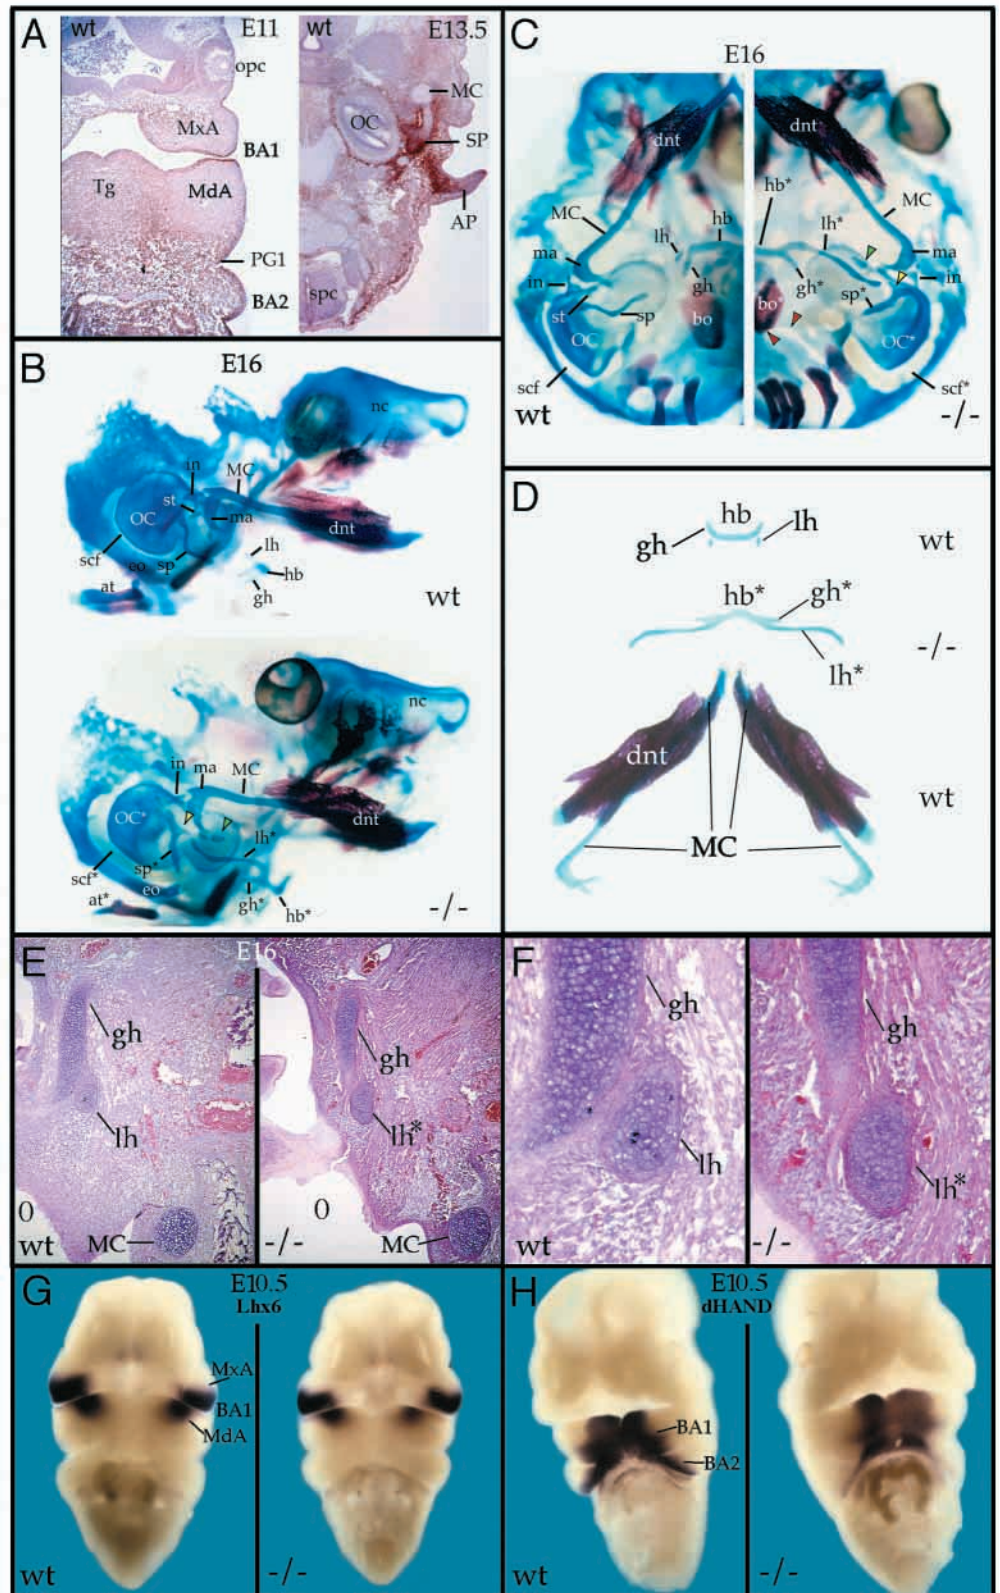 A
wt
E11
opc
MxA
BA1
Tg
MdA
PG1
BA2
wt
E13.5
MC
OC
SP
AP
spc
B
E16
nc
in
MC
st
OC
ma
dnt
scf
eo
sp
lh
at
hb
gh
wt
nc
in
ma
MC
OC*
dnt
lh*
sp*
scf*
eo
at*
gh*
hb*
-/-
C
E16
dnt
dnt
hb*
MC
hb
lh*
MC
lh
ma
ma
in
gh
gh*
in
sp*
st
sp
bo
bo
OC
OC*
scf
scf*
wt
-/-
D
hb
lh
gh
wt
hb*
gh*
-/-
lh*
dnt
wt
MC
E
E16
gh
gh
lh
lh*
0
0
wt
MC
-/-
MC
F
gh
gh
lh
lh*
wt
-/-
G
E10.5
Lhx6
MxA
BA1
MdA
wt
-/-
H
E10.5
dHAND
BA1
BA2
wt
-/-